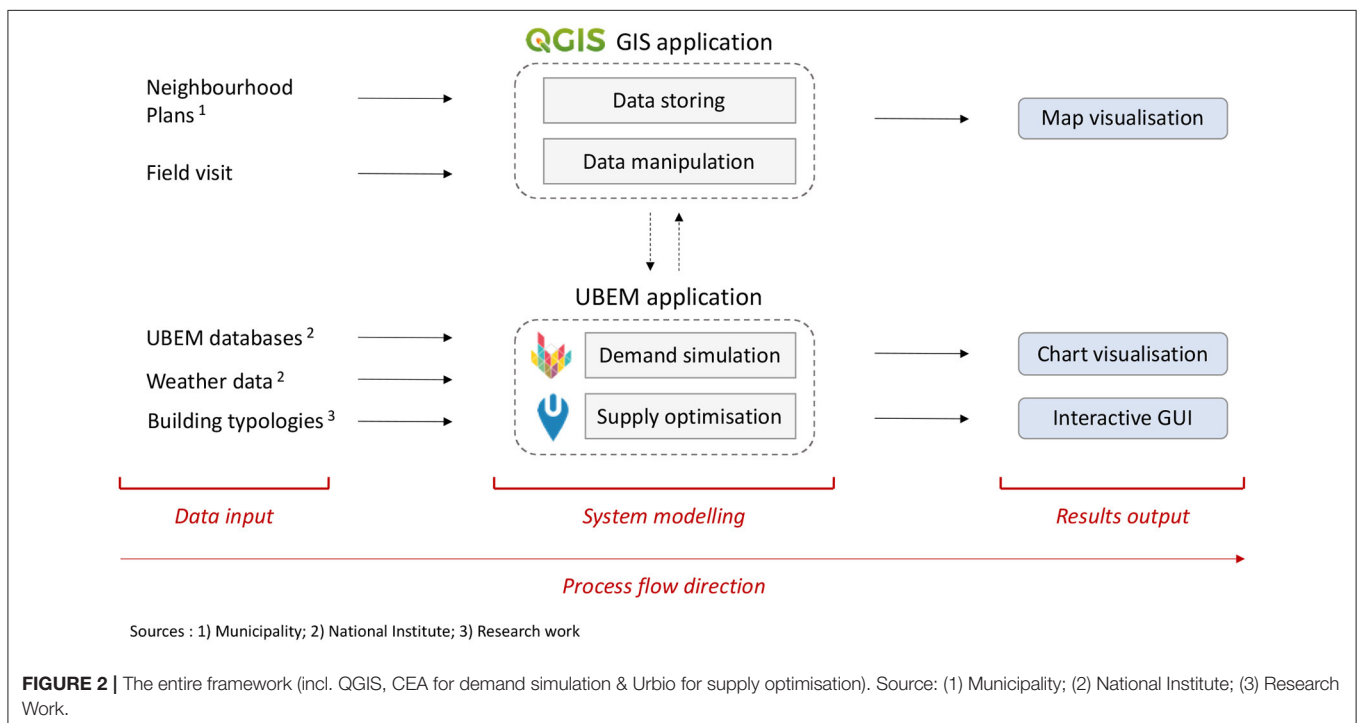 QGIS GIS application
Neighbourhood
Plans 1
Data storing
Map visualisation
Data manipulation
Field visit
UBEM application
UBEM databases 2
Demand simulation
Chart visualisation
Weather data 2
Building typologies 3
U
Supply optimisation
Interactive GUI
Data input
System modelling
Results output
Process flow direction
Sources : 1) Municipality; 2) National Institute; 3) Research work
FIGURE 2 | The entire framework (incl. QGIS, CEA for demand simulation & Urbio for supply optimisation). Source: (1) Municipality; (2) National Institute; (3) Research
Work.